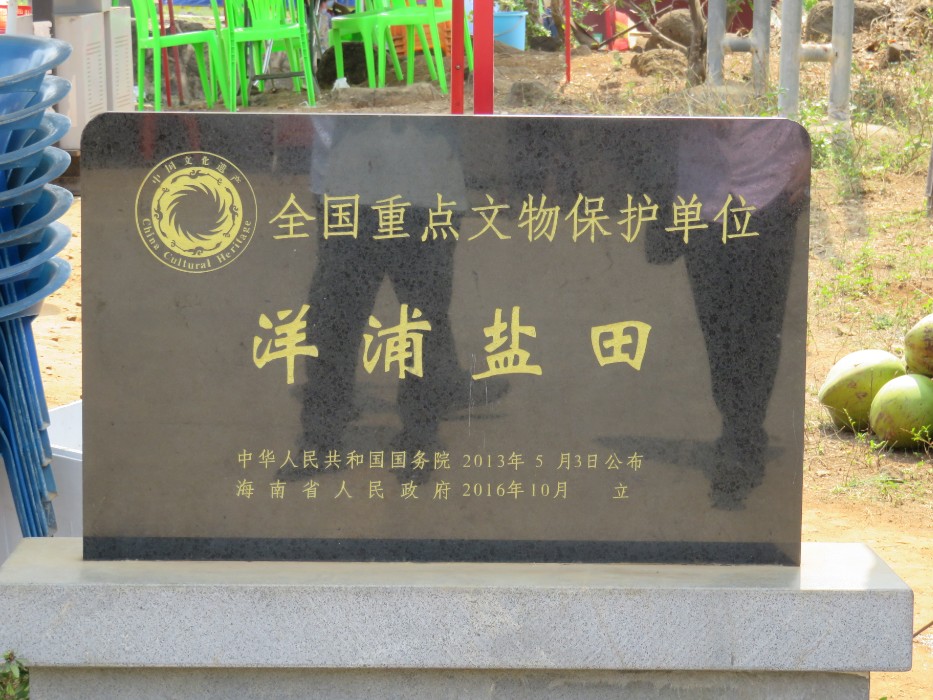 中国文化遗产
China Cultural Heritage
全国重点文物保护单位
洋浦盐田
中华人民共和国国务院 2013年 5 月3日公布
海南省人民政府 2016年10月 立